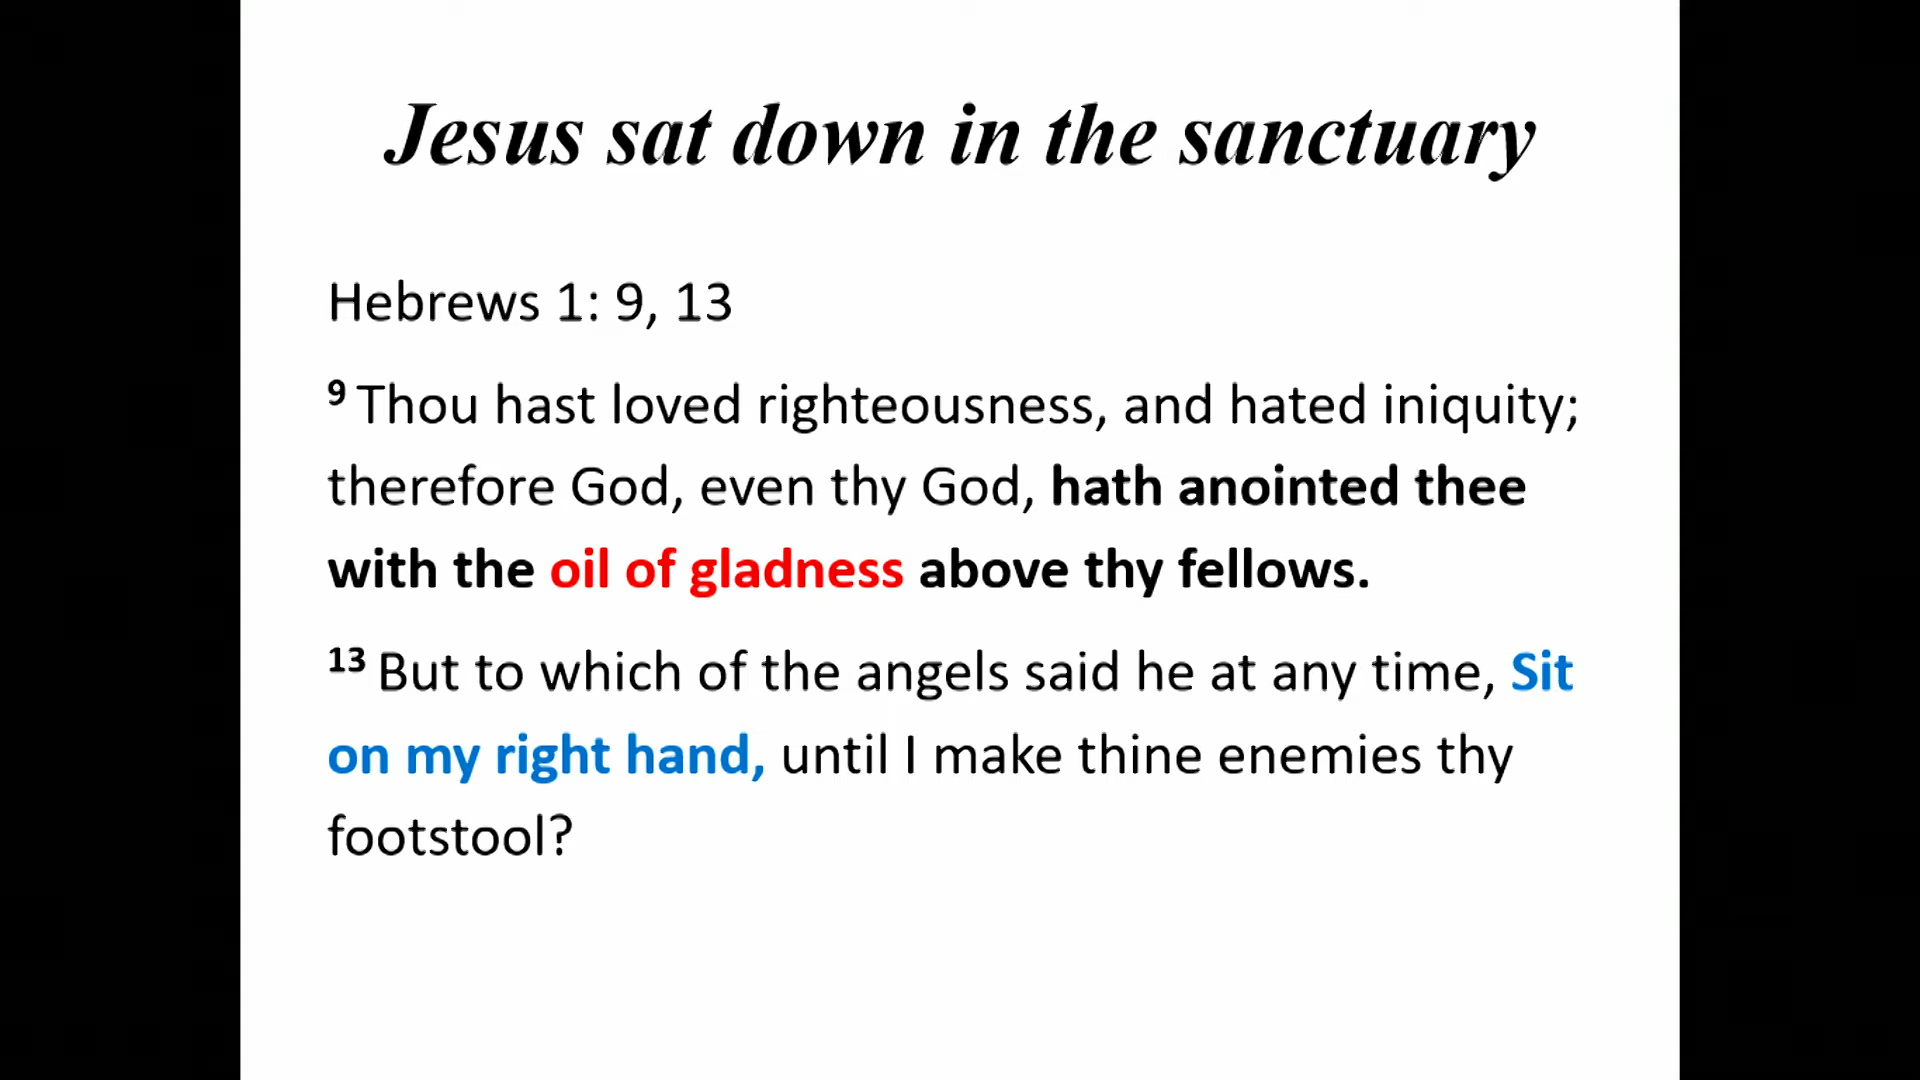 Jesus sat down in the sanctuary
Hebrews 1: 9, 13
9 Thou hast loved righteousness, and hated iniquity;
therefore God, even thy God, hath anointed thee
with the oil of gladness above thy fellows.
13 But to which of the angels said he at any time, Sit
on my right hand, until I make thine enemies thy
footstool?